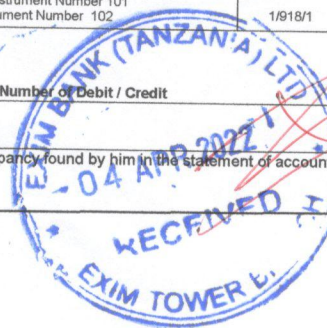 strument Number 101
ument Number 102
1/918/1
Number of Debit / Credit
EXIM BANK (TANZANIA) LTD
pancy found by him in the statement of accoun
04 APR 2022
RECEIVED
EXIM TOWER